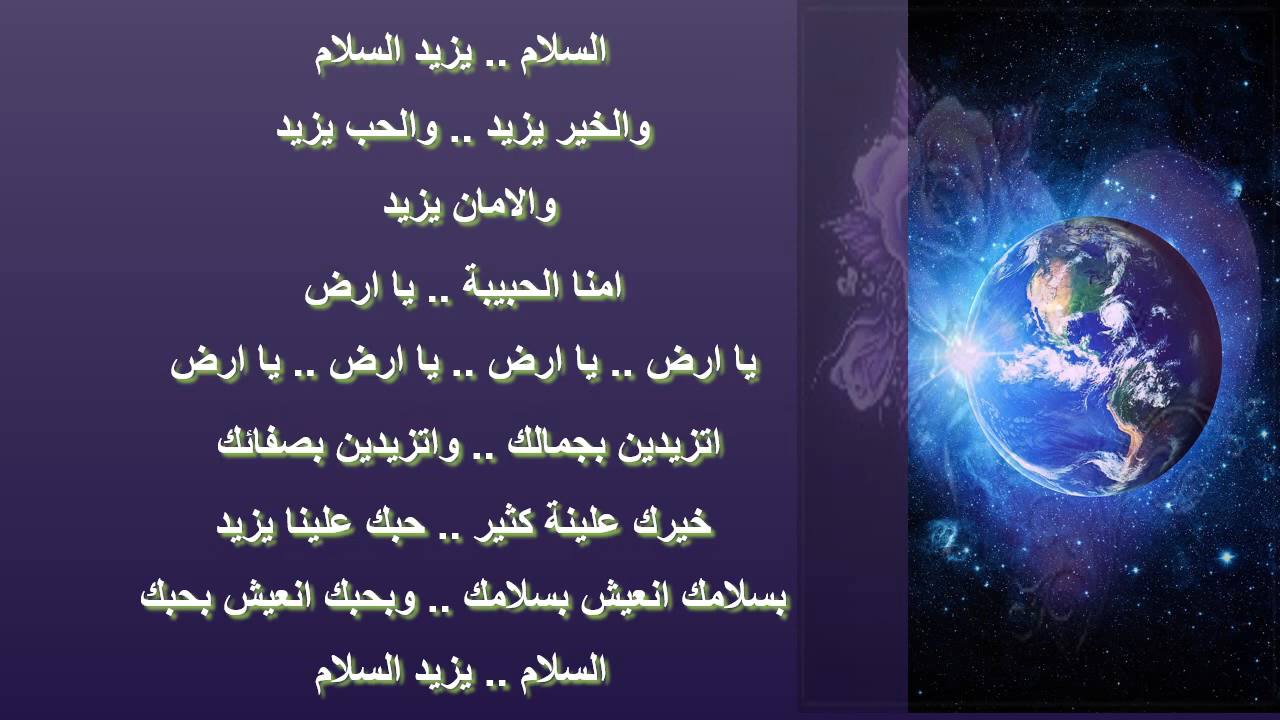 السلام .. يزيد السلام
والخير يزيد .. والحب يزيد
والامان يزيد
امنا الحبيبة .. يا ارض
يا ارض .. يا ارض .. يا ارض .. يا ارض
اتزيدين بجمالك .. واتزيدين بصفائك
خيرك علينة كثير .. حبك علينا يزيد
بسلامك انعيش بسلامك .. وبحبك انعيش بحبك
السلام .. يزيد السلام